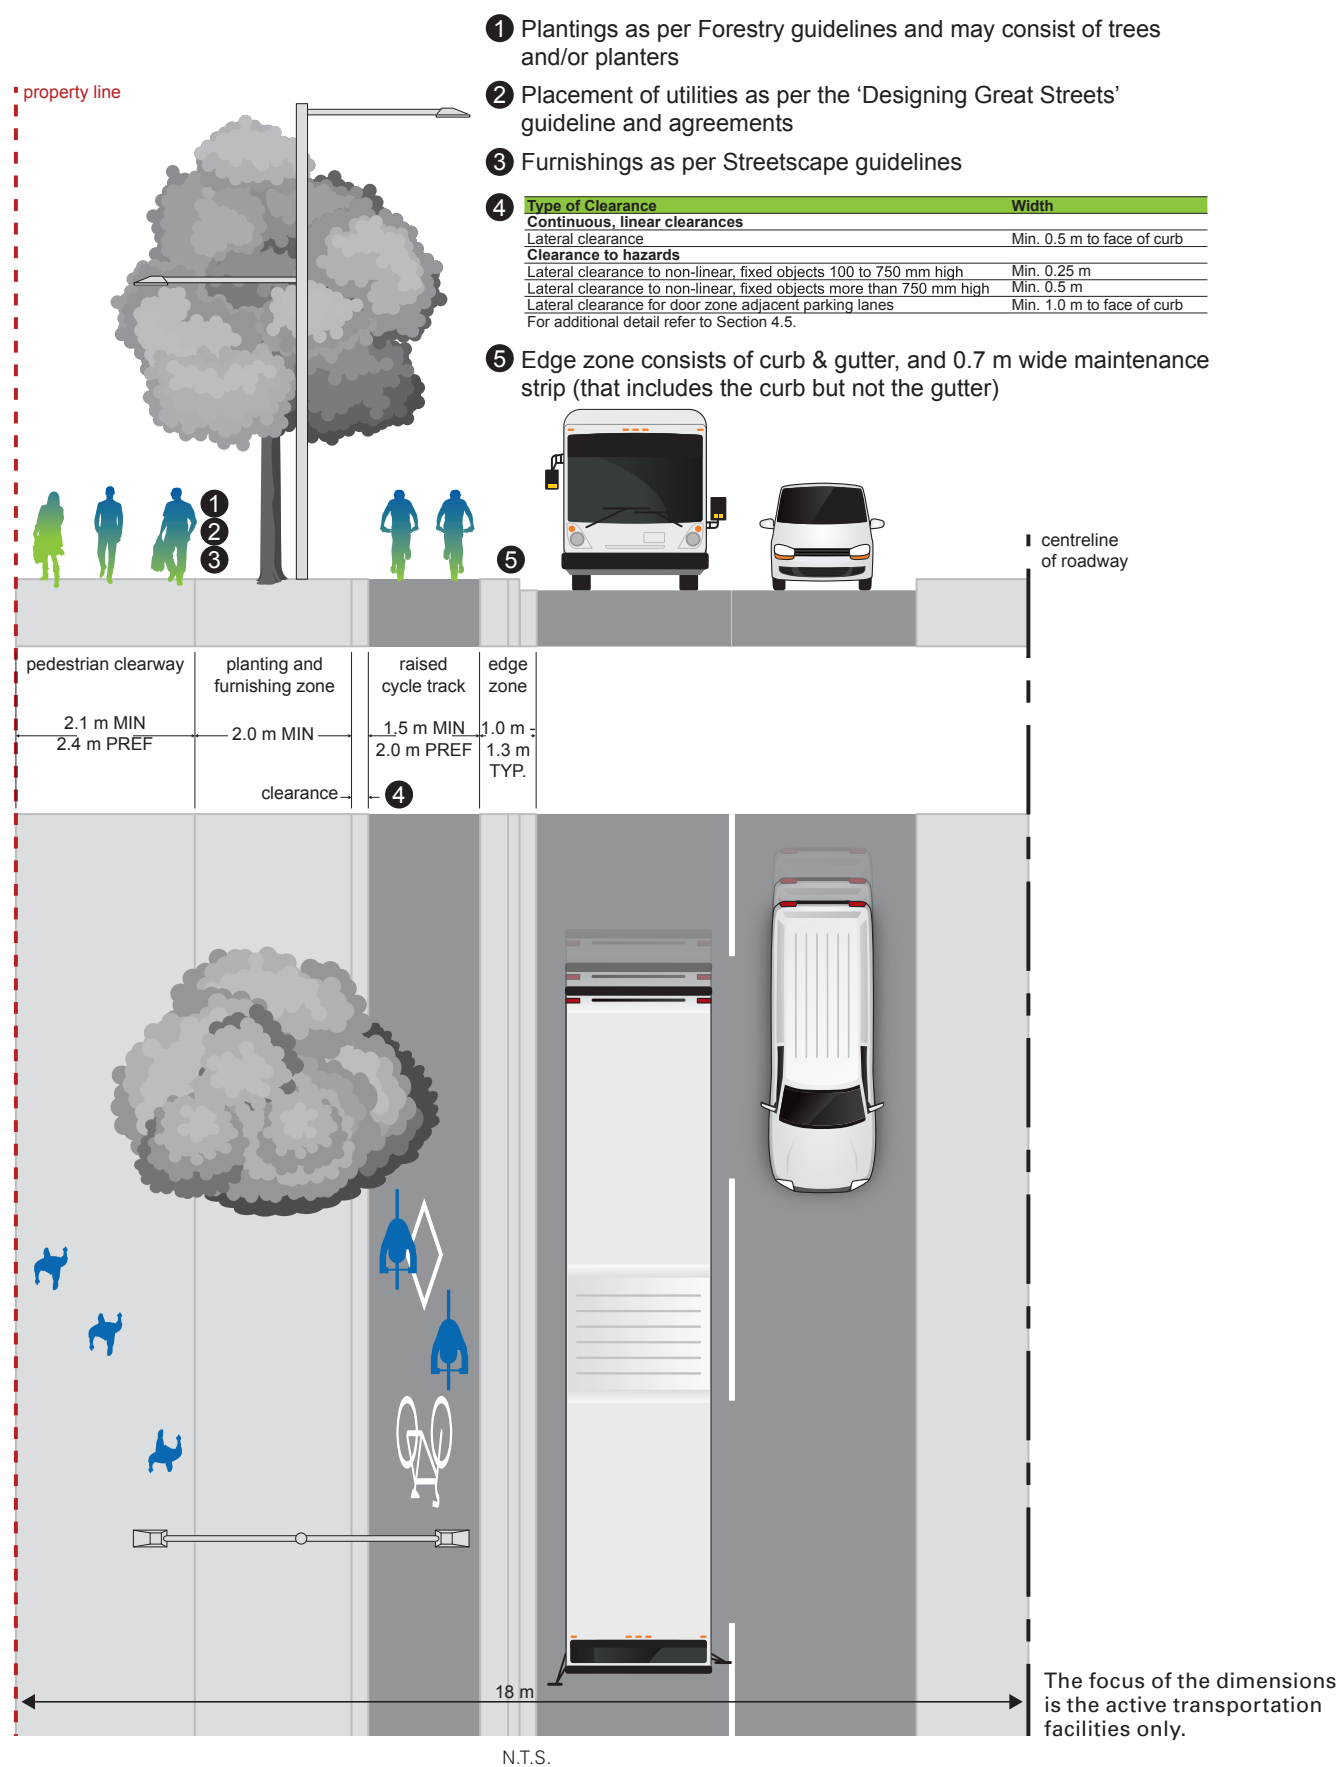 1 Plantings as per Forestry guidelines and may consist of trees
and/or planters
property line
2 Placement of utilities as per the ‘Designing Great Streets’
guideline and agreements
3 Furnishings as per Streetscape guidelines
4
Type of Clearance Width
Continuous, linear clearances
Lateral clearance Min. 0.5 m to face of curb
Clearance to hazards
Lateral clearance to non-linear, fixed objects 100 to 750 mm high Min. 0.25 m
Lateral clearance to non-linear, fixed objects more than 750 mm high Min. 0.5 m
Lateral clearance for door zone adjacent parking lanes Min. 1.0 m to face of curb
For additional detail refer to Section 4.5.
5 Edge zone consists of curb & gutter, and 0.7 m wide maintenance
strip (that includes the curb but not the gutter)
1
2
3
5
centreline
of roadway
pedestrian clearway
planting and
furnishing zone
raised
cycle track
edge
zone
2.1 m MIN
2.4 m PREF
2.0 m MIN
1.5 m MIN
2.0 m PREF
1.0 m -
1.3 m
TYP.
clearance
4
18 m
The focus of the dimensions
is the active transportation
facilities only.
N.T.S.